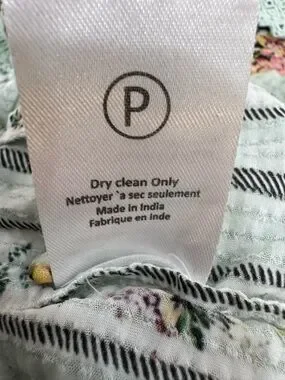 P
Dry clean Only
Nettoyer `a sec seulement
Made in India
Fabrique en Inde